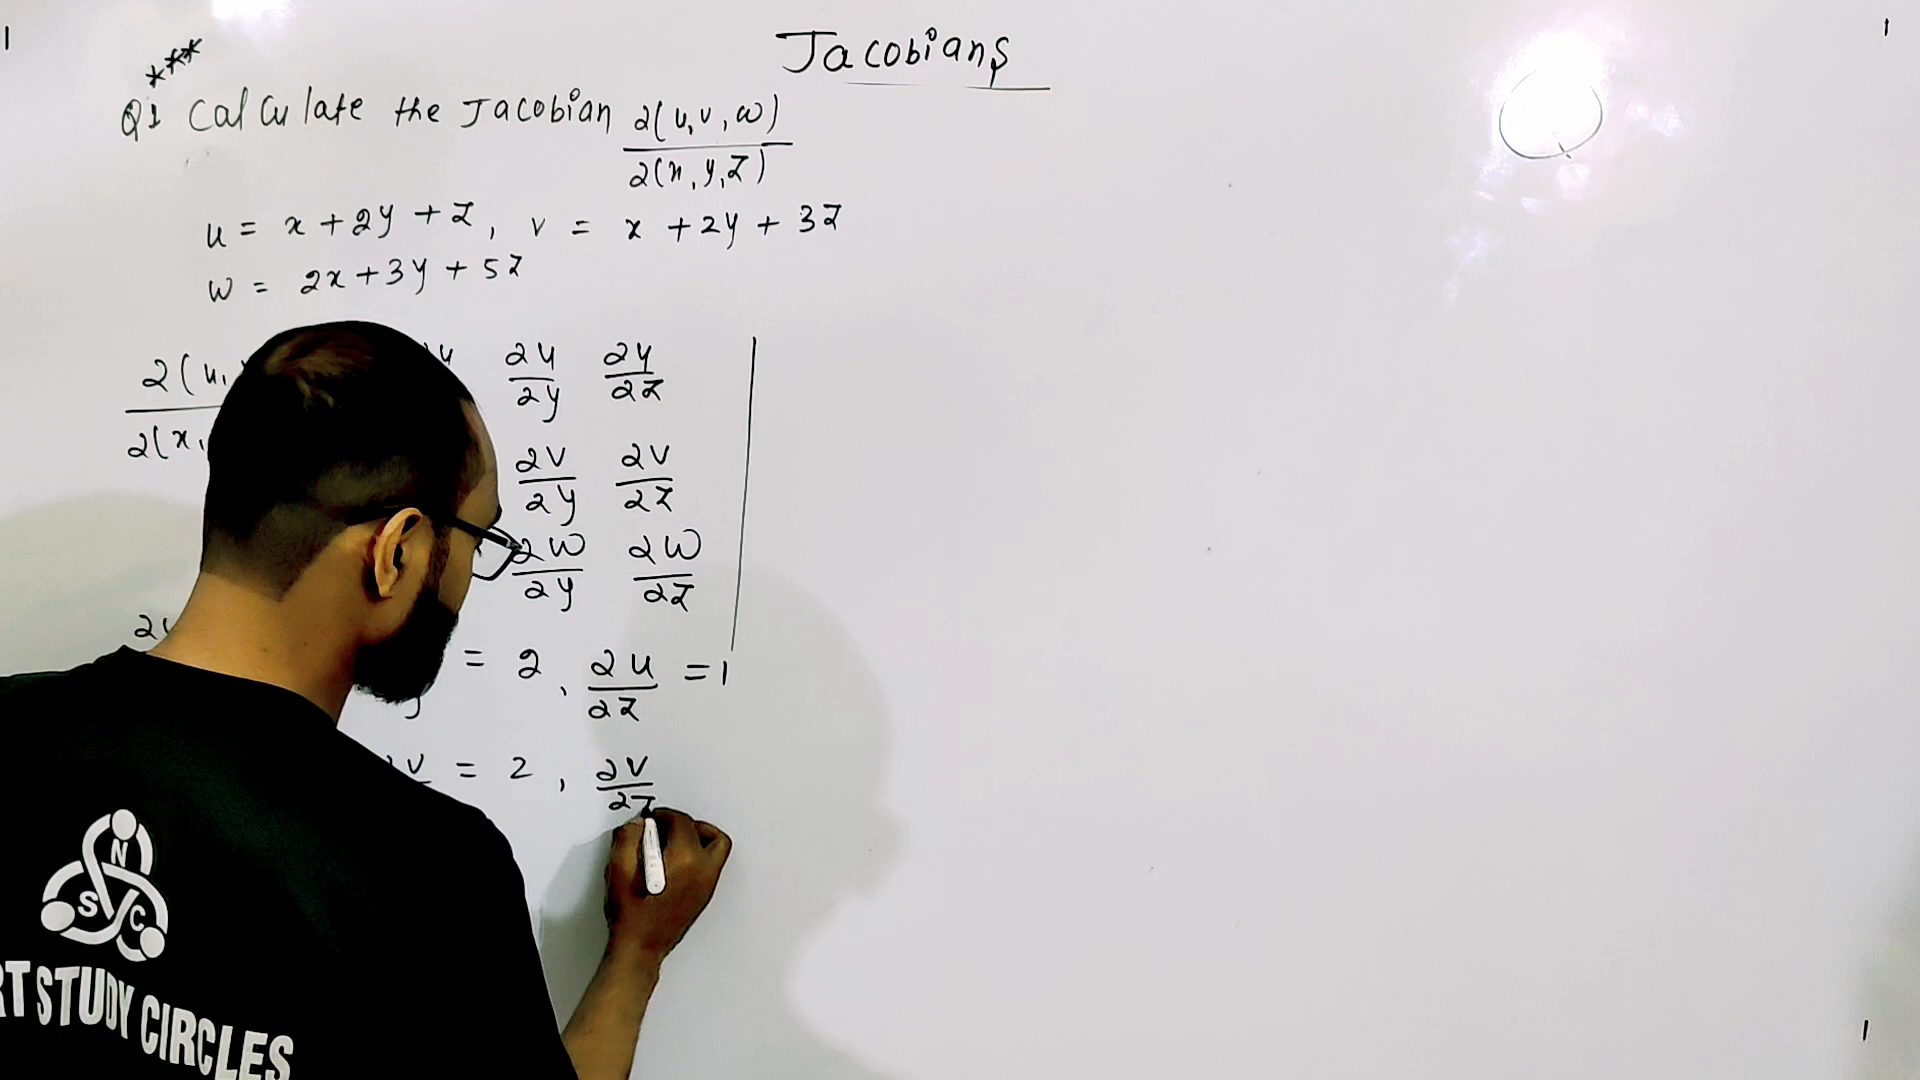 Jacobians
***
Q1 Calculate the Jacobian ∂(u,v,w)/∂(x,y,z)
u = x+2y+z, v = x+2y+3z
w = 2x+3y+5z
∂(u, ∂u/∂y ∂u/∂z
∂(x,
∂v/∂y ∂v/∂z
∂w/∂y ∂w/∂z
= 2, ∂u/∂z = 1
= 2, ∂v/∂z
N
S C
RT STUDY CIRCLES